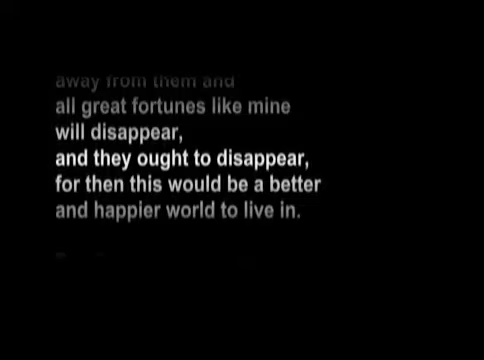 away from them and
all great fortunes like mine
will disappear,
and they ought to disappear,
for then this would be a better
and happier world to live in.